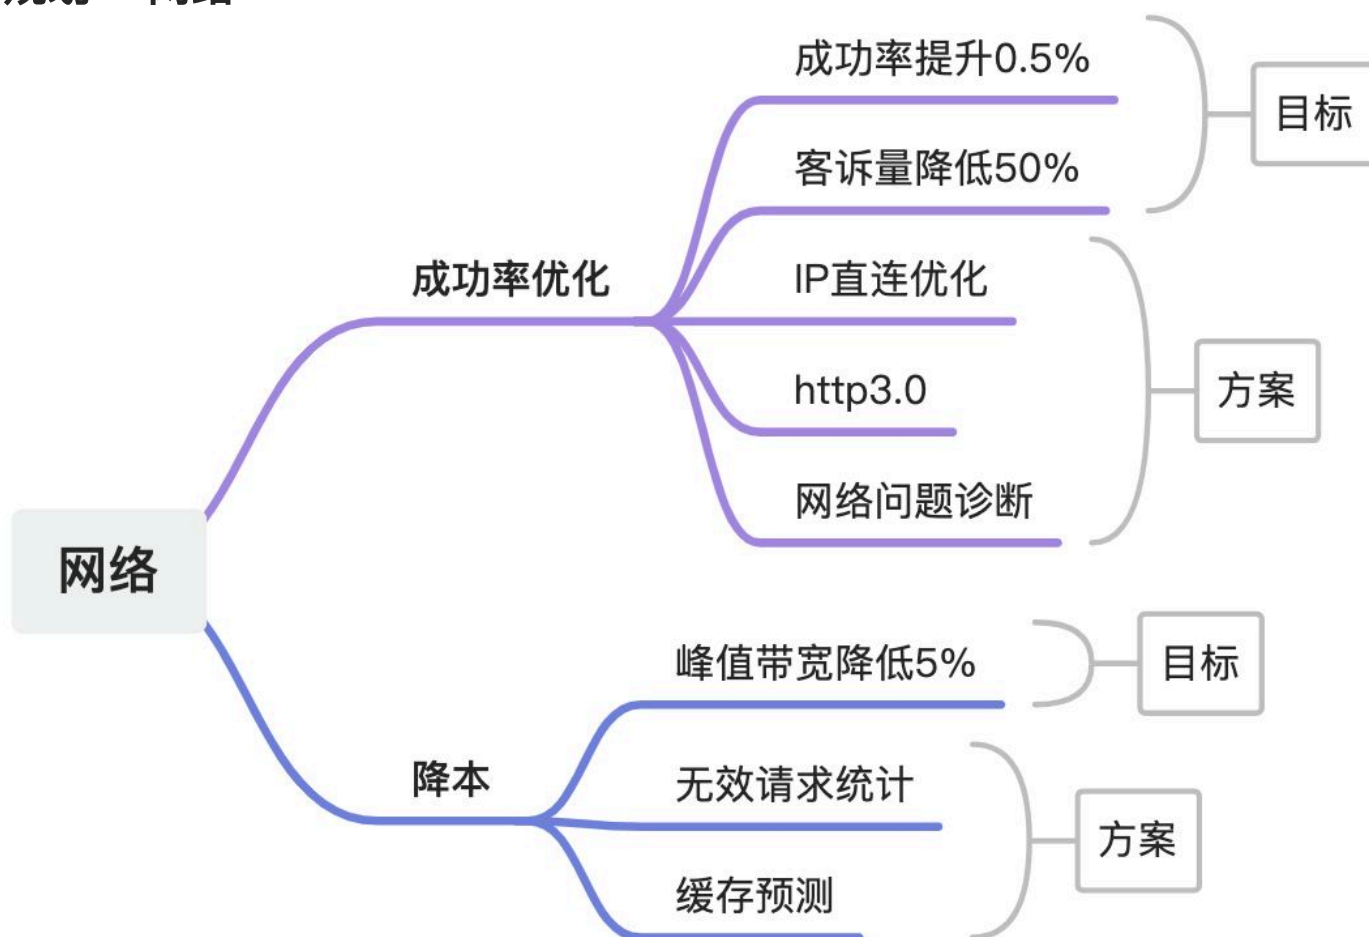 成功率提升0.5%
客诉量降低50%
目标
成功率优化
IP直连优化
http3.0
网络问题诊断
方案
网络
峰值带宽降低5%
目标
降本
无效请求统计
缓存预测
方案